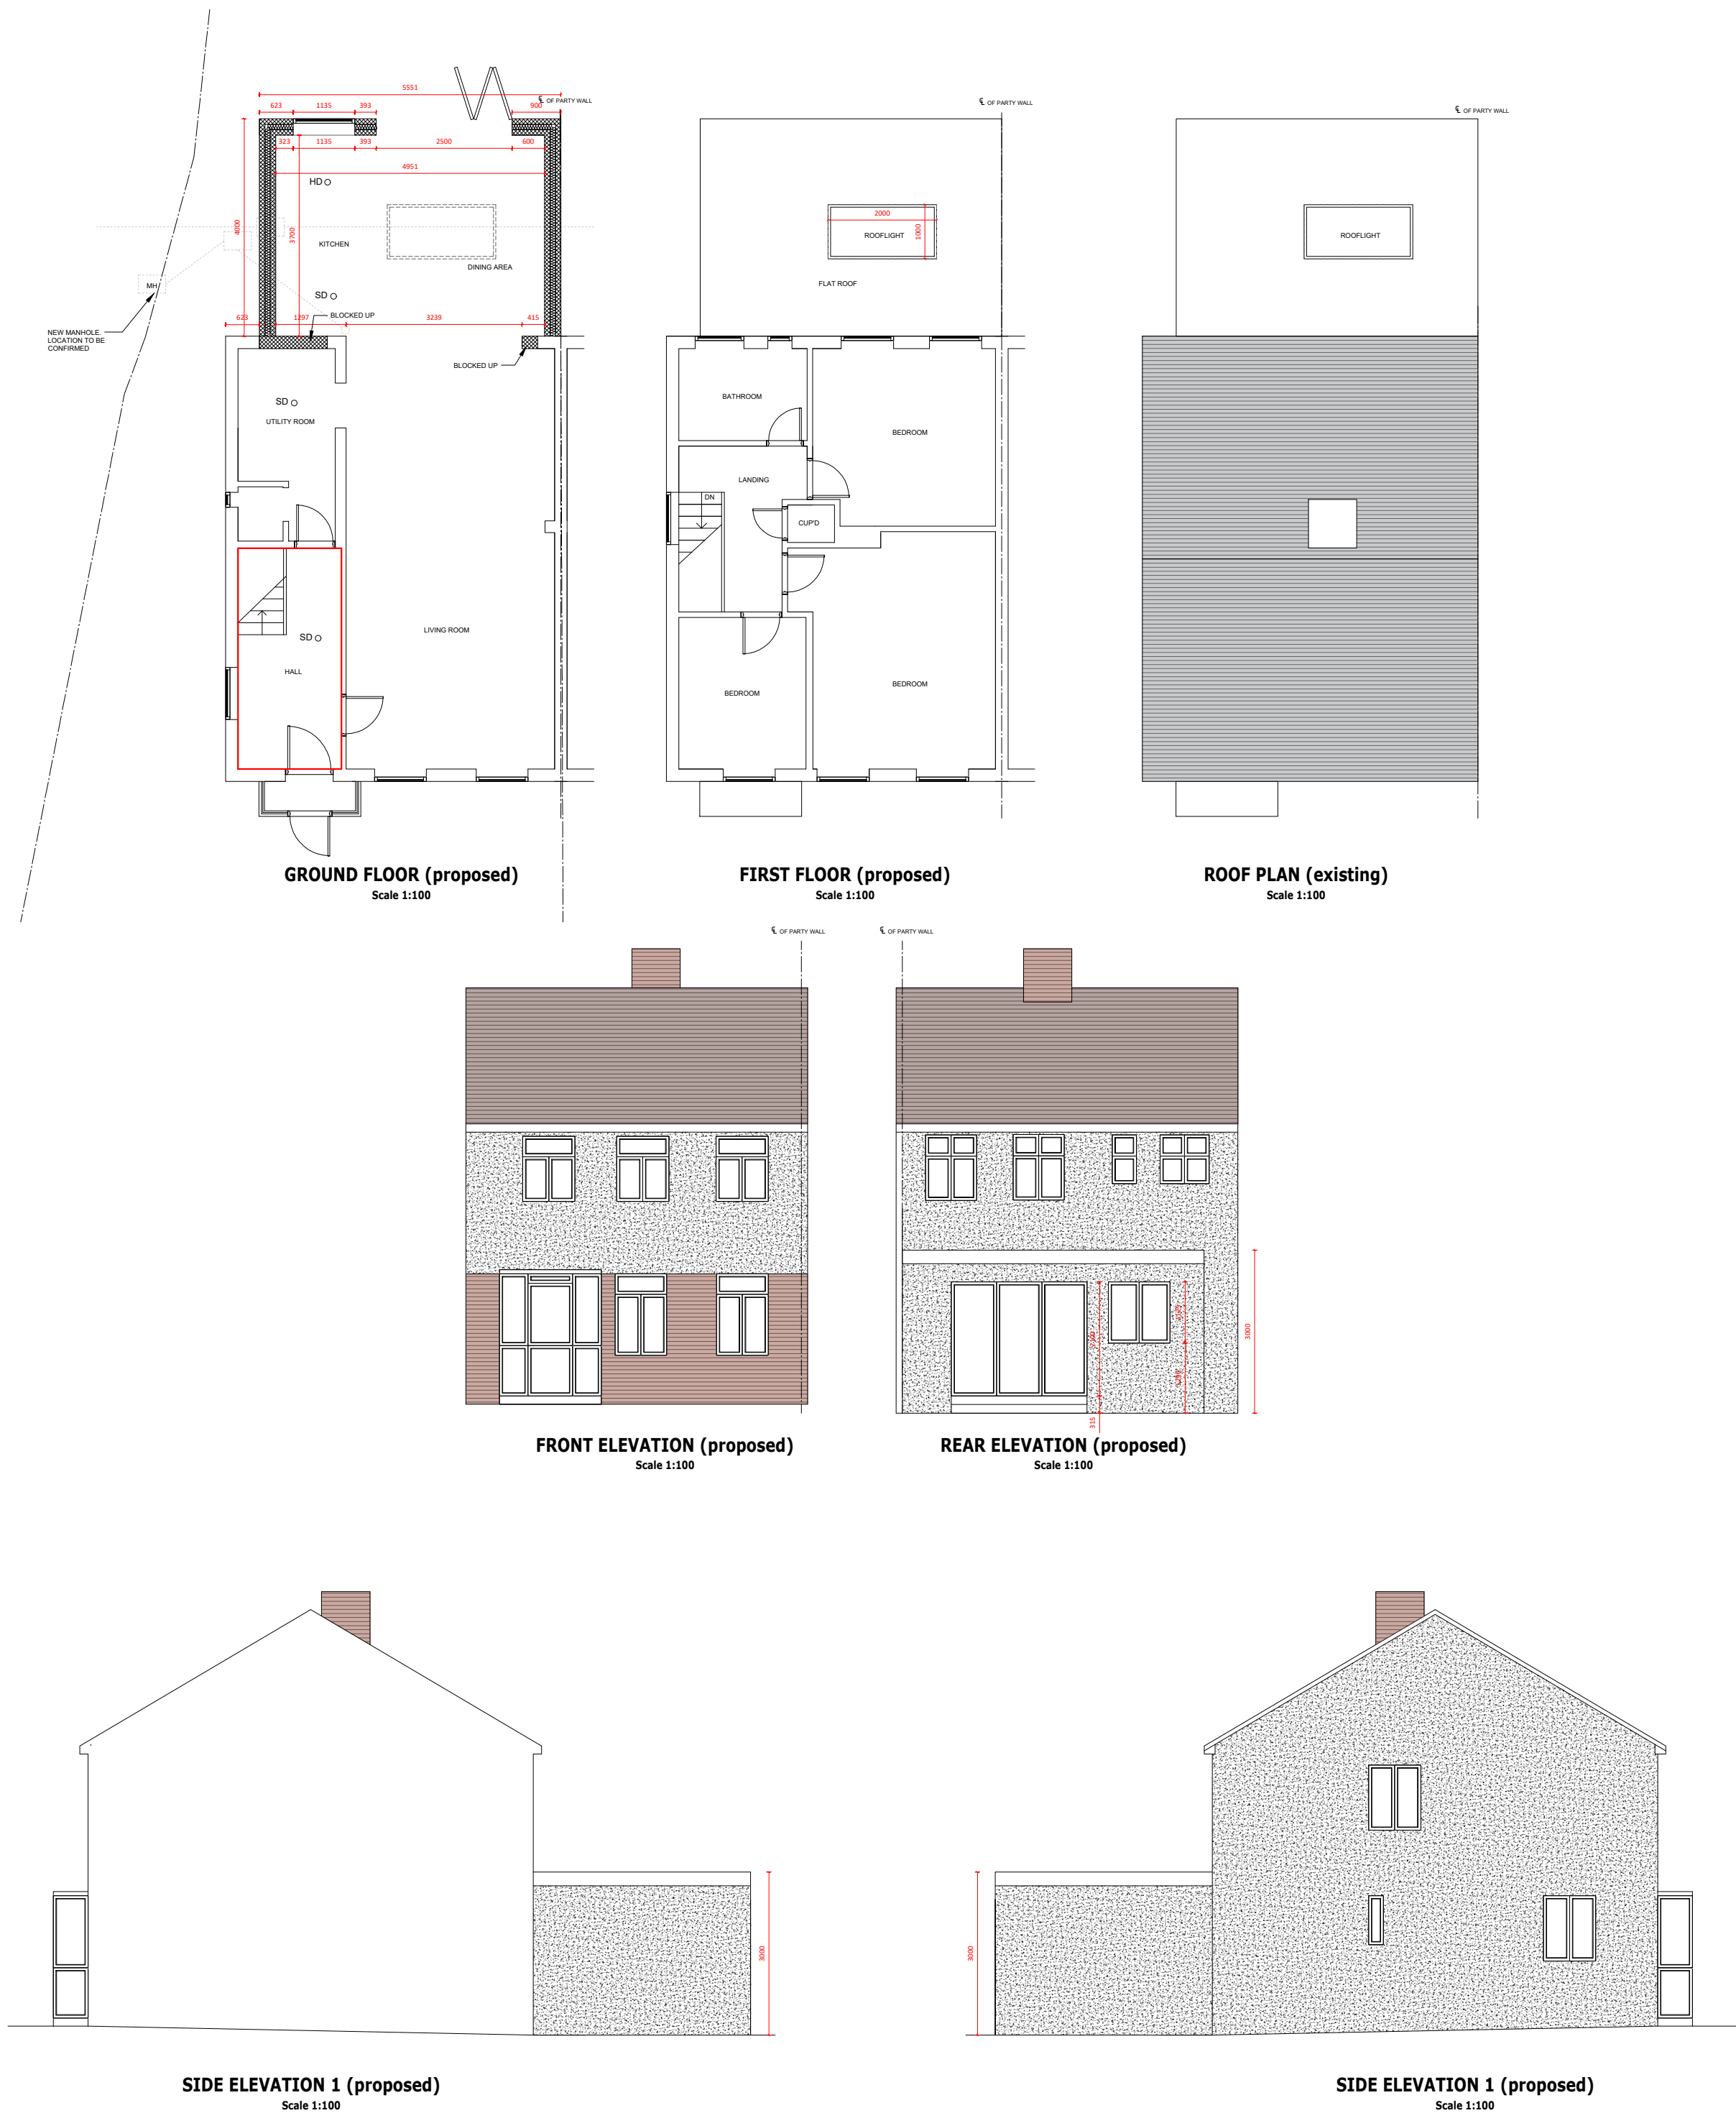 5551
℄ OF PARTY WALL
623
1135
393
900
323
1135
393
2500
600
4951
HD
4000
3700
KITCHEN
DINING AREA
MH
SD
BLOCKED UP
623
1297
3239
415
NEW MANHOLE.
LOCATION TO BE
CONFIRMED
BLOCKED UP
SD
UTILITY ROOM
SD
LIVING ROOM
HALL
GROUND FLOOR (proposed)
Scale 1:100
℄ OF PARTY WALL
2000
1000
ROOFLIGHT
FLAT ROOF
BATHROOM
BEDROOM
LANDING
DN
CUP'D
BEDROOM
BEDROOM
FIRST FLOOR (proposed)
Scale 1:100
℄ OF PARTY WALL
ROOFLIGHT
ROOF PLAN (existing)
Scale 1:100
℄ OF PARTY WALL
FRONT ELEVATION (proposed)
Scale 1:100
℄ OF PARTY WALL
3000
315
REAR ELEVATION (proposed)
Scale 1:100
3000
SIDE ELEVATION 1 (proposed)
Scale 1:100
3000
SIDE ELEVATION 1 (proposed)
Scale 1:100